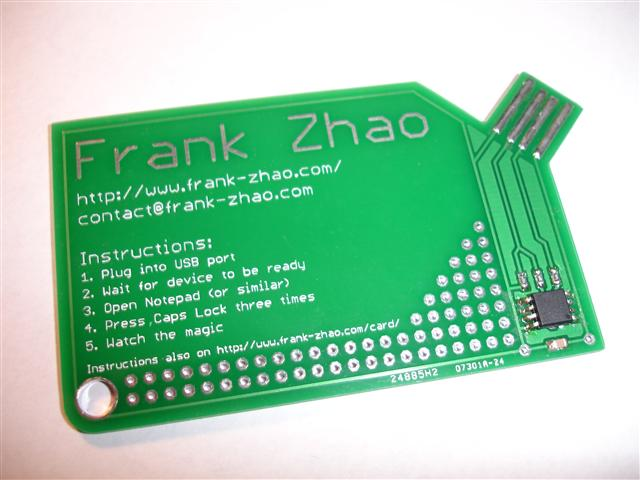 Frank Zhao
http://www.frank-zhao.com/
contact@frank-zhao.com
Instructions:
1. Plug into USB port
2. Wait for device to be ready
3. Open Notepad (or similar)
4. Press Caps Lock three times
5. Watch the magic
Instructions also on http://www.frank-zhao.com/card/
24885H2 07301A-24